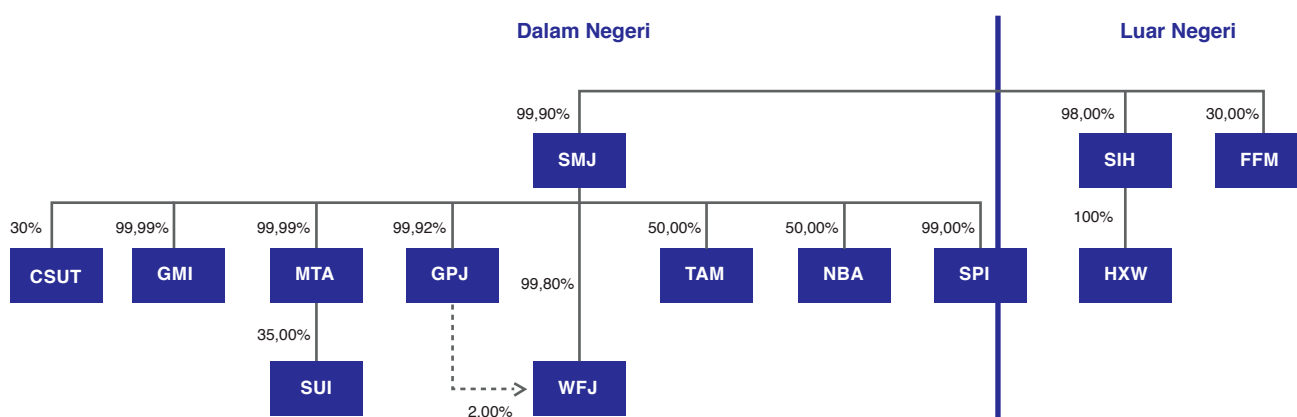 Dalam Negeri
Luar Negeri
99,90%
98,00%
30,00%
SMJ
SIH
FFM
30%
99,99%
99,99%
99,92%
50,00%
50,00%
99,00%
100%
CSUT
GMI
MTA
GPJ
99,80%
TAM
NBA
SPI
HXW
35,00%
SUI
WFJ
2,00%